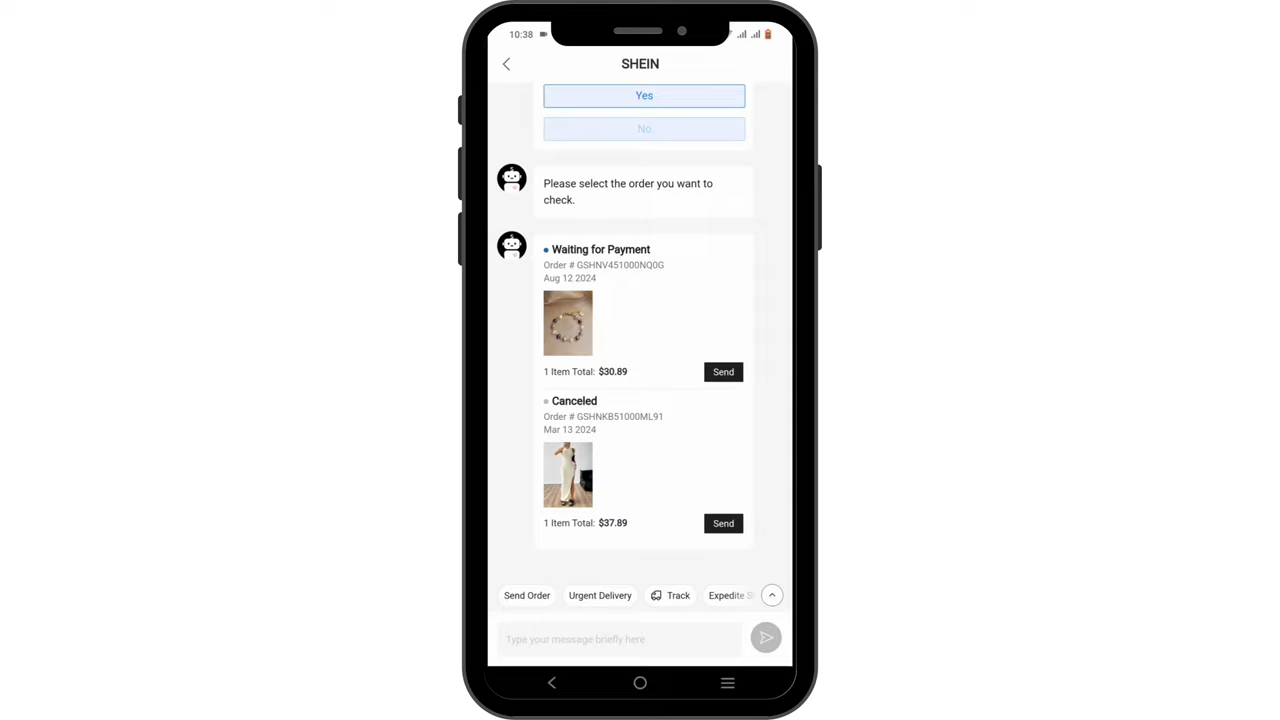 10:38
SHEIN
Yes
No
Please select the order you want to
check.
Waiting for Payment
Order # GSHNV451000NQ0G
Aug 12 2024
1 Item Total: $30.89
Send
Canceled
Order # GSHNKB51000ML91
Mar 13 2024
1 Item Total: $37.89
Send
Send Order
Urgent Delivery
Track
Expedite S
Type your message briefly here